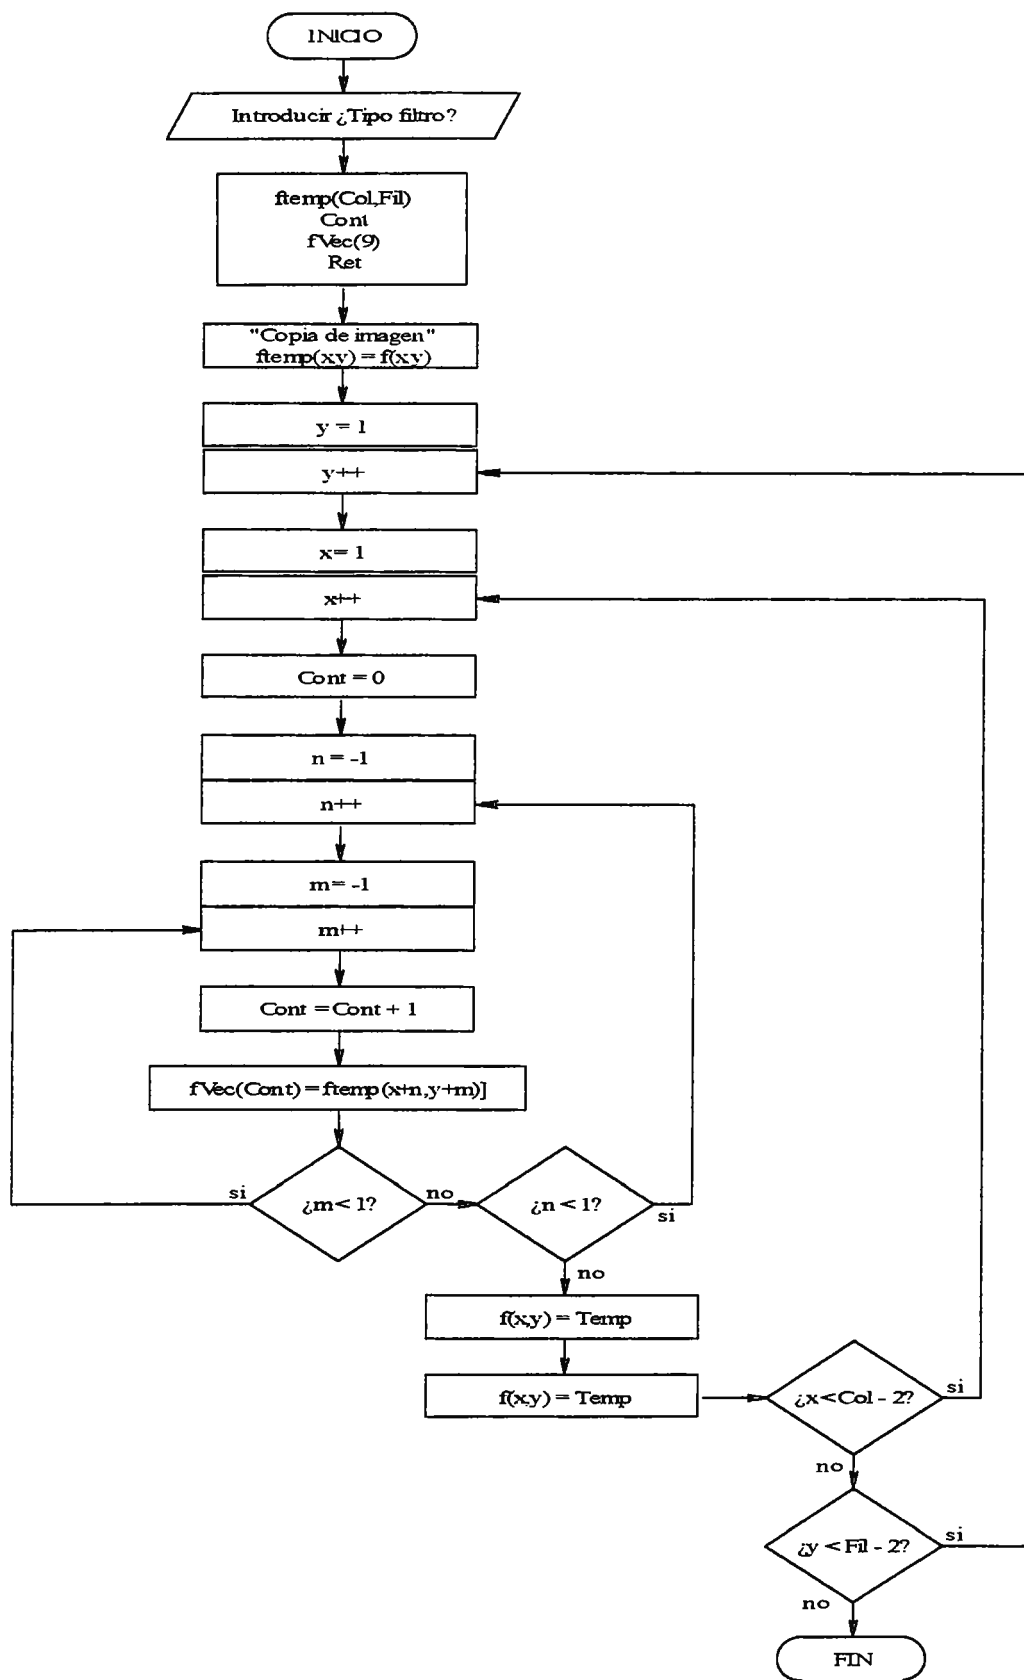 INICIO
Introducir ¿Tipo filtro?
ftemp(Col,Fil)
Cont
fVec(9)
Ret
"Copia de imagen"
ftemp(x,y) = f(x,y)
y = 1
y++
x= 1
x++
Cont = 0
n = -1
n++
m= -1
m++
Cont = Cont + 1
fVec(Cont)=ftemp(x+n,y+m)]
si
¿m< 1?
no
¿n < 1?
si
no
f(x,y) = Temp
f(x,y) = Temp
¿x<Col - 2?
si
no
¿y < Fil - 2?
si
no
FIN